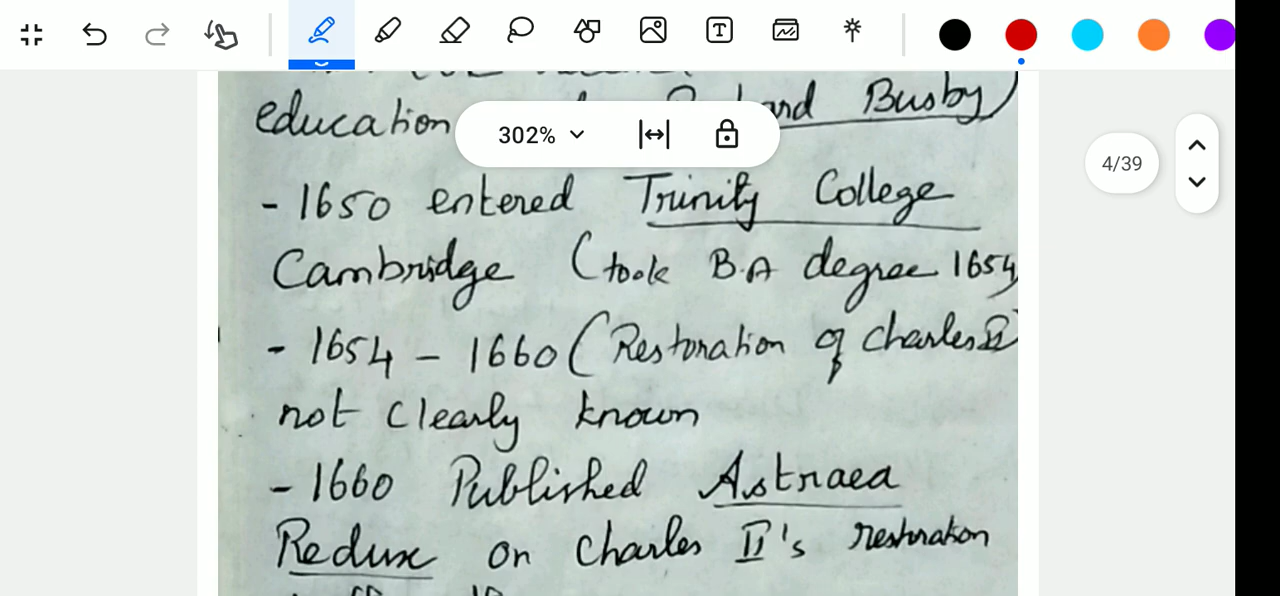 302%
4/39
education
and Busby)
- 1650 entered Trinity College
Cambridge (took B.A degree 1654)
- 1654 - 1660 (Restoration of Charles II)
not clearly known
- 1660 Published Astraea
Redux on Charles II's restoration